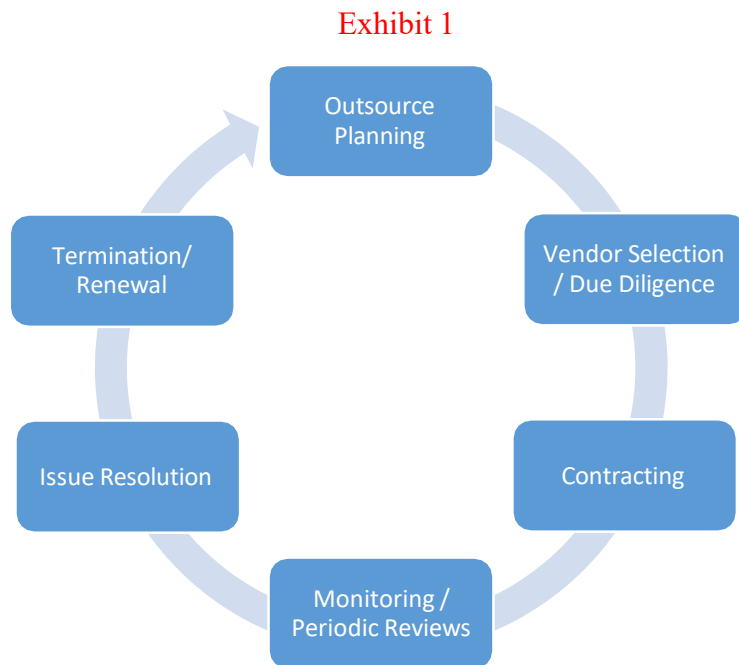 Exhibit 1
Outsource
Planning
Vendor Selection
/ Due Diligence
Contracting
Monitoring /
Periodic Reviews
Issue Resolution
Termination/
Renewal